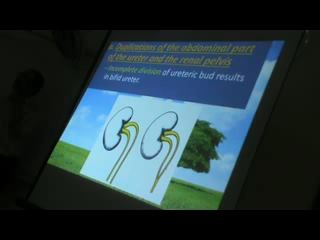 a. Duplications of the abdominal part
of the ureter and the renal pelvis
-Incomplete division of ureteric bud results
in bifid ureter.